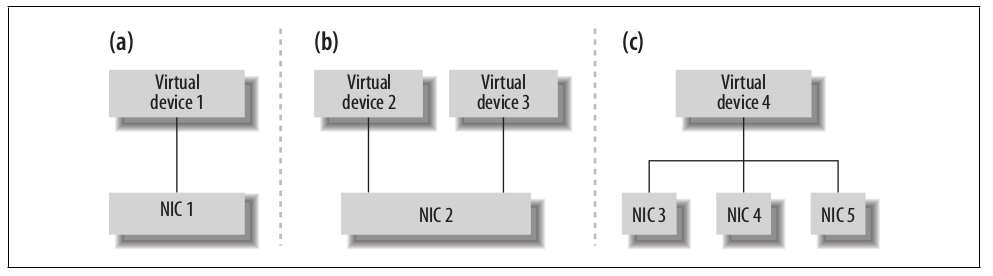 (a)
Virtual
device 1
NIC 1
(b)
Virtual
device 2
Virtual
device 3
NIC 2
(c)
Virtual
device 4
NIC 3
NIC 4
NIC 5